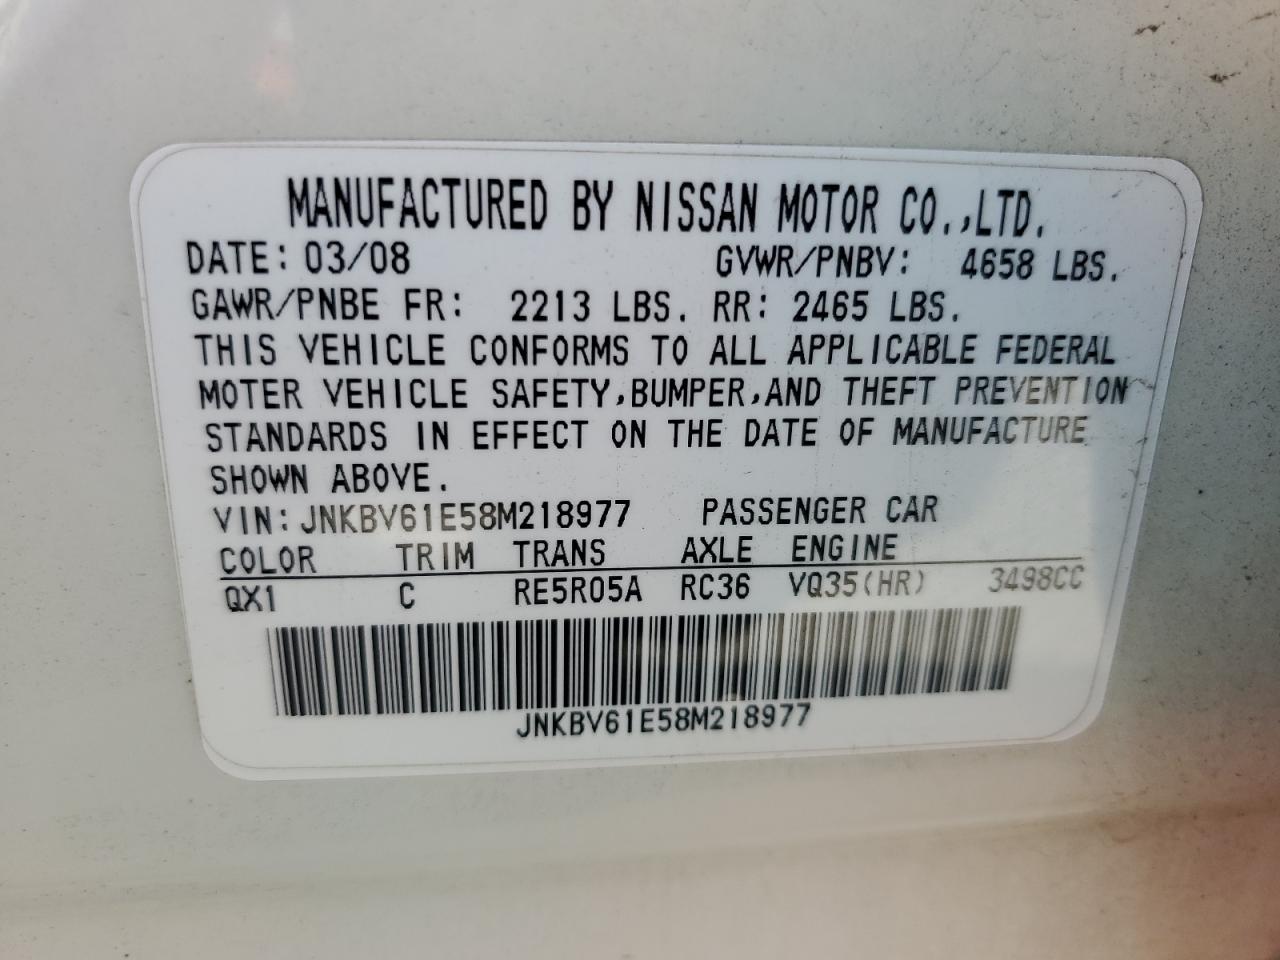 MANUFACTURED BY NISSAN MOTOR CO.,LTD.
DATE: 03/08 GVWR/PNBV: 4658 LBS.
GAWR/PNBE FR: 2213 LBS. RR: 2465 LBS.
THIS VEHICLE CONFORMS TO ALL APPLICABLE FEDERAL
MOTER VEHICLE SAFETY,BUMPER,AND THEFT PREVENTION
STANDARDS IN EFFECT ON THE DATE OF MANUFACTURE
SHOWN ABOVE.
VIN: JNKBV61E58M218977 PASSENGER CAR
COLOR TRIM TRANS AXLE ENGINE
QX1 C RE5R05A RC36 VQ35(HR) 3498CC
JNKBV61E58M218977